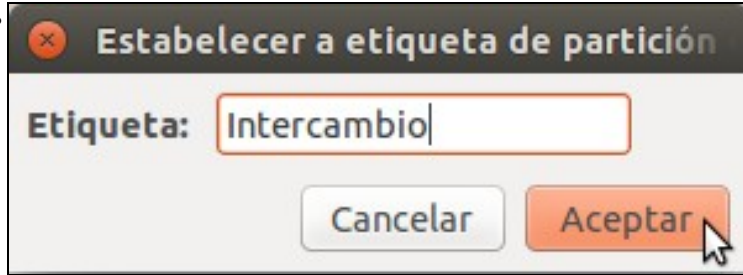 Estabelecer a etiqueta de partición
Etiqueta: Intercambio
Cancelar Aceptar